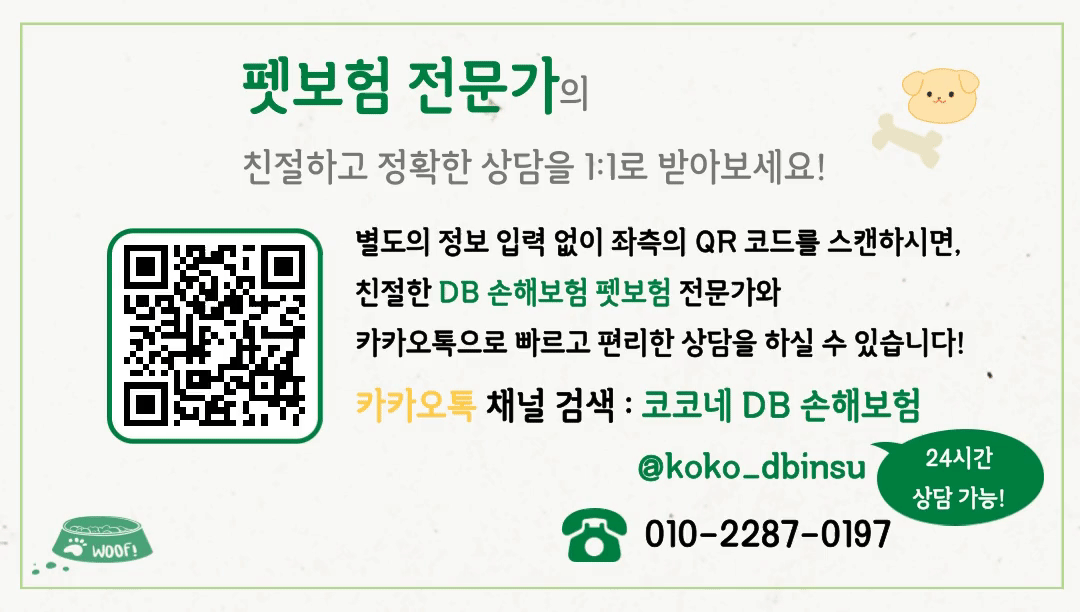 펫보험 전문가의
친절하고 정확한 상담을 1:1로 받아보세요!
별도의 정보 입력 없이 좌측의 QR 코드를 스캔하시면,
친절한 DB 손해보험 펫보험 전문가와
카카오톡으로 빠르고 편리한 상담을 하실 수 있습니다!
카카오톡 채널 검색 : 코코네 DB 손해보험
@koko_dbinsu
24시간
상담 가능!
010-2287-0197
WOOF!